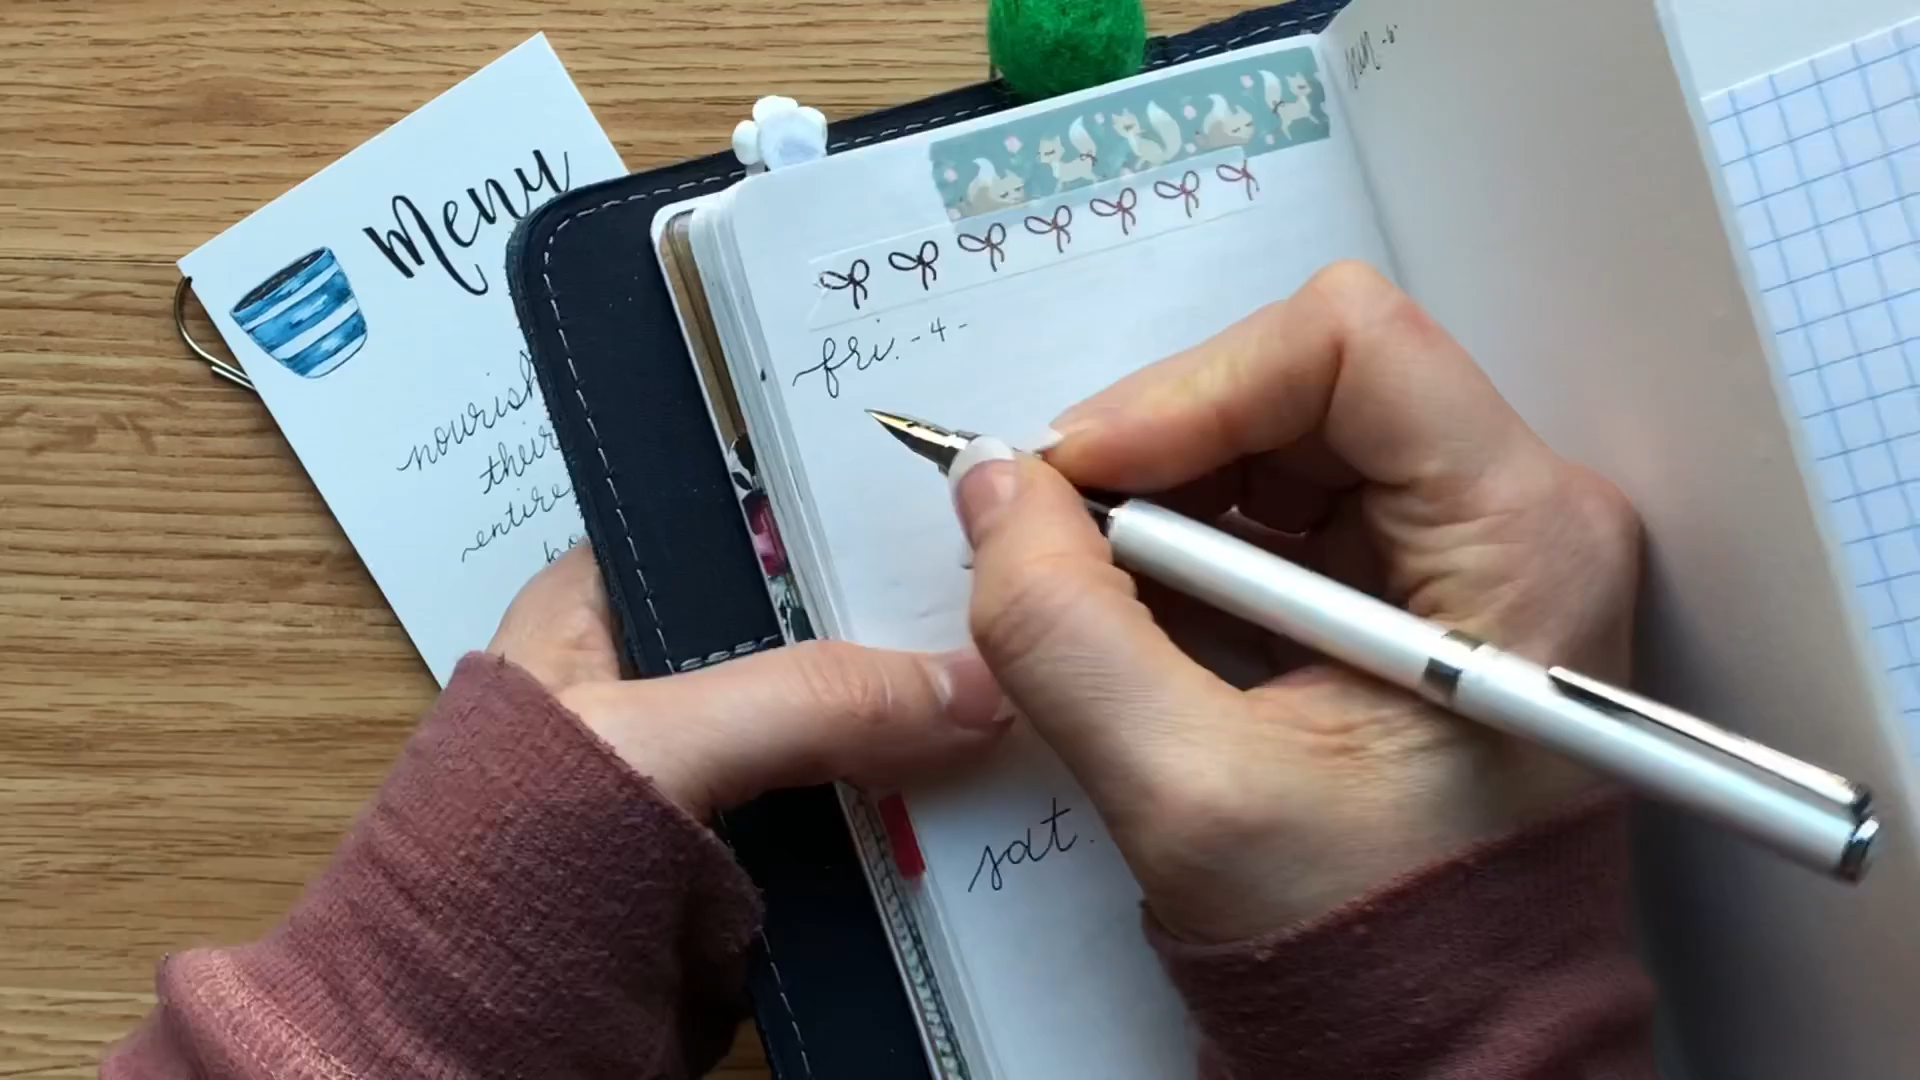 Menu
nourish
their
entire
fri. -4-
sat.